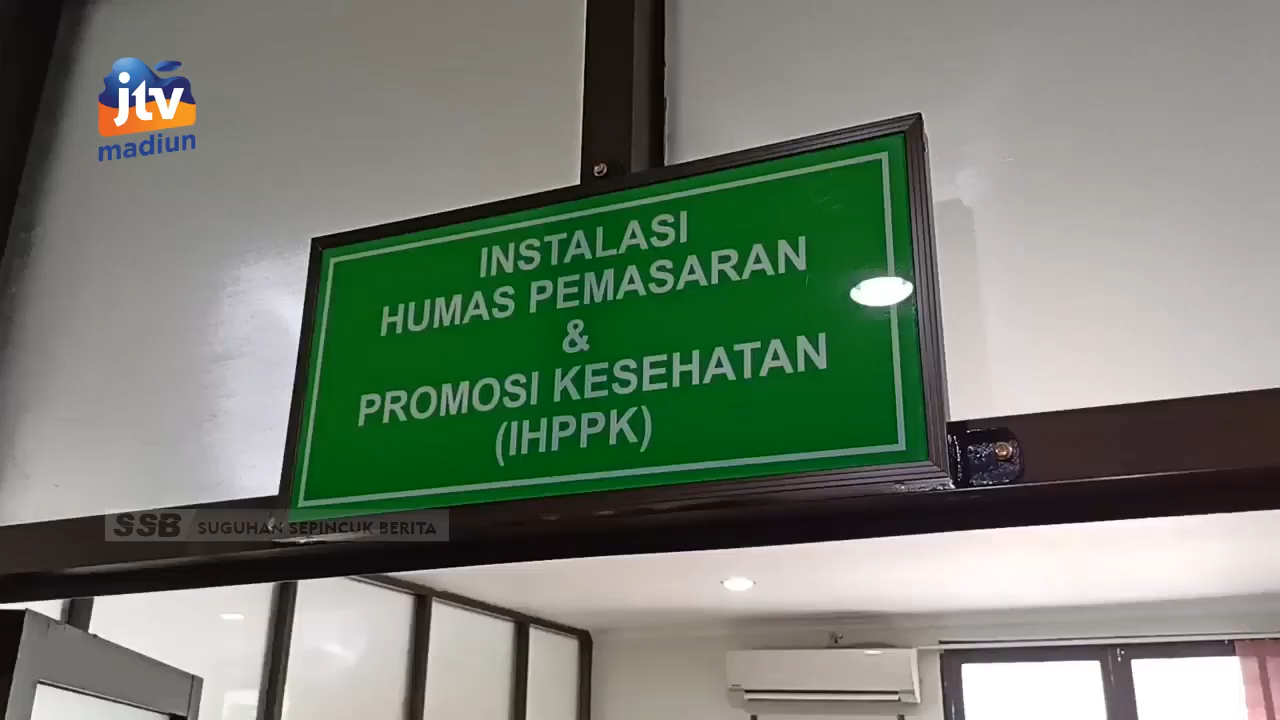 jtv
madiun
INSTALASI
HUMAS PEMASARAN
&
PROMOSI KESEHATAN
(IHPPK)
SSB SUGUHAN SEPINCUK BERITA